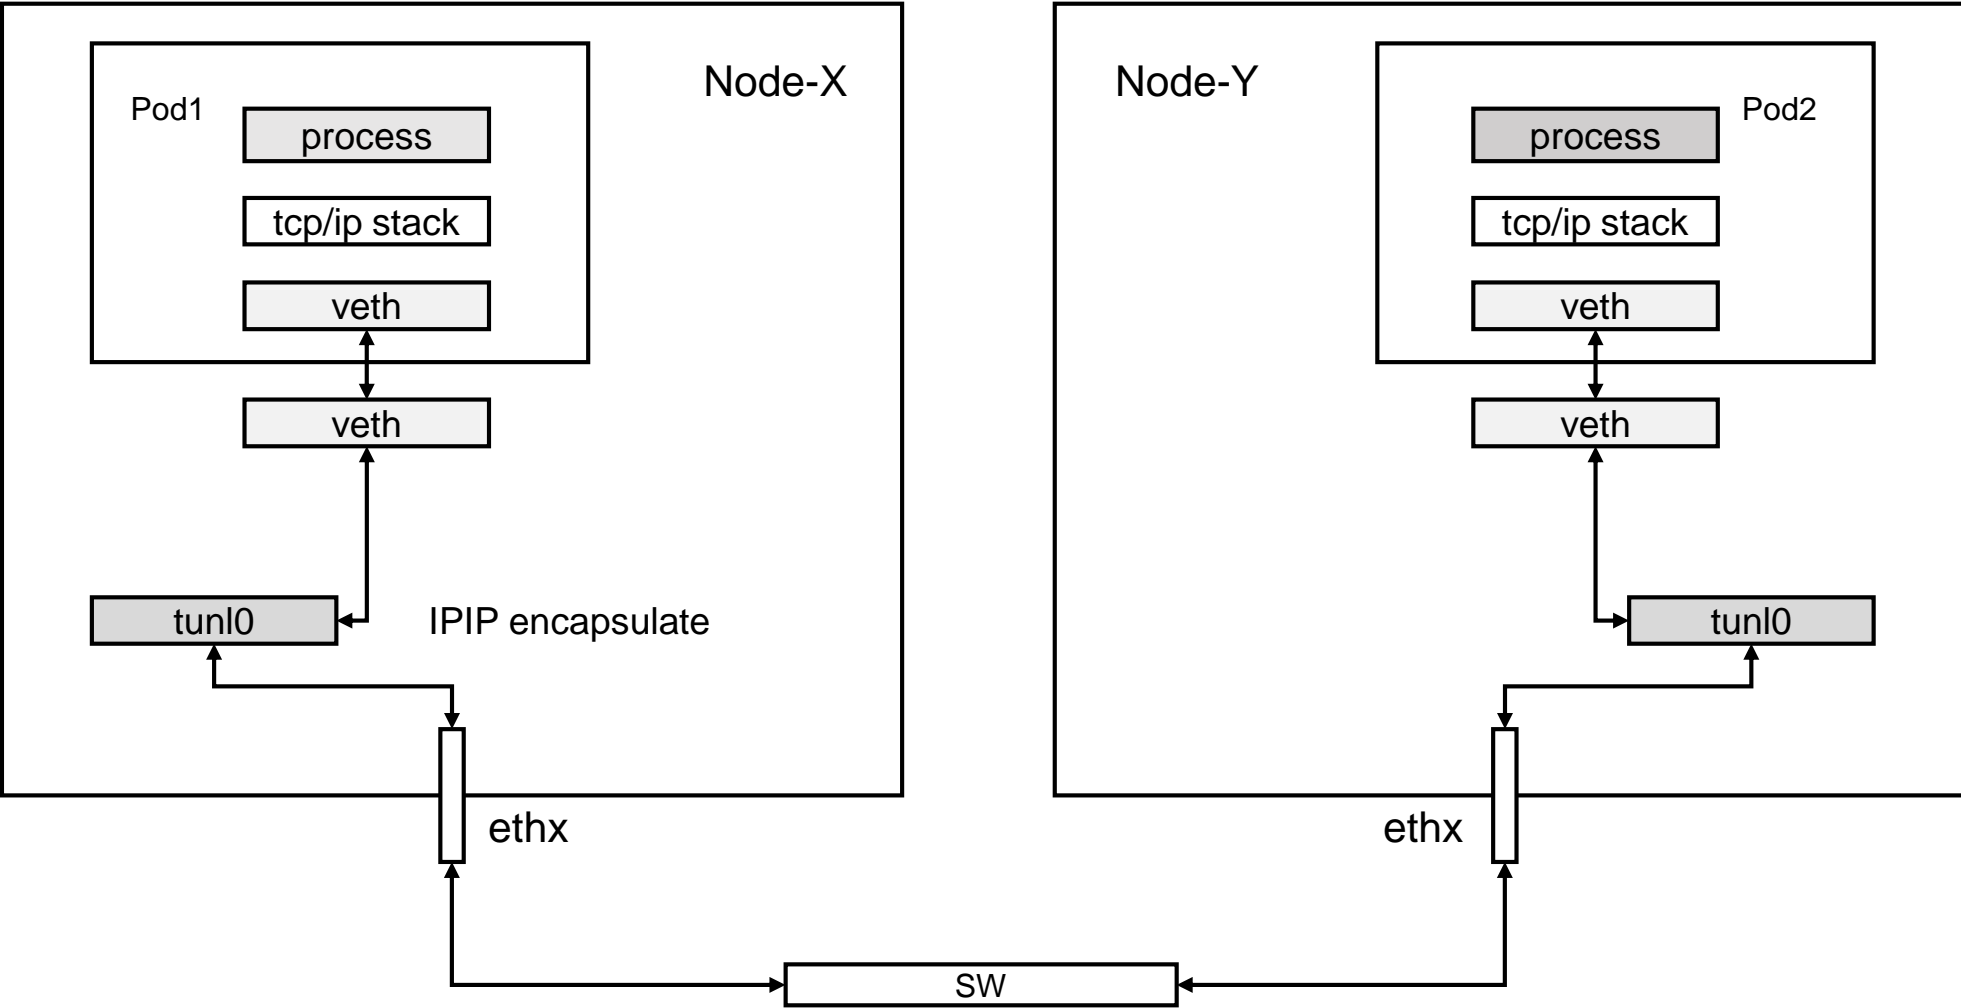 Node-X
Pod1
process
tcp/ip stack
veth
veth
tunl0
IPIP encapsulate
ethx
Node-Y
Pod2
process
tcp/ip stack
veth
veth
tunl0
ethx
SW